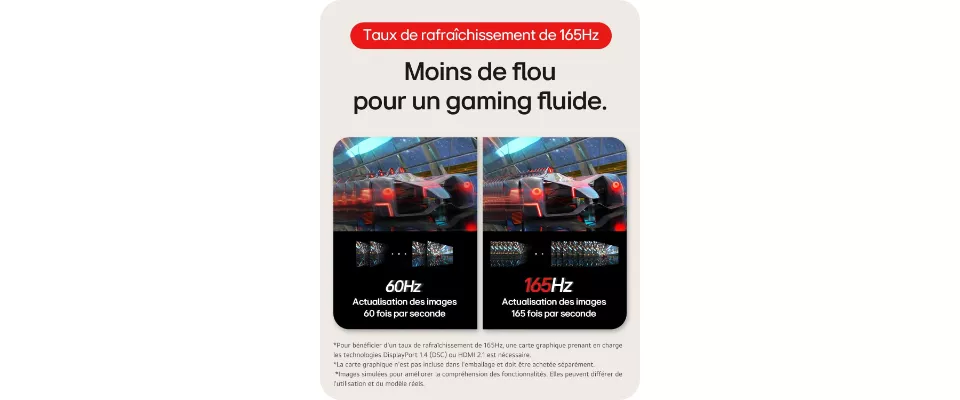 Taux de rafraîchissement de 165Hz
Moins de flou
pour un gaming fluide.
60Hz
Actualisation des images
60 fois par seconde
165Hz
Actualisation des images
165 fois par seconde
*Pour bénéficier d'un taux de rafraîchissement de 165Hz, une carte graphique prenant en charge
les technologies DisplayPort 1.4 (DSC) ou HDMI 2.1 est nécessaire.
*La carte graphique n'est pas incluse dans l'emballage et doit être achetée séparément.
*Images simulées pour améliorer la compréhension des fonctionnalités. Elles peuvent différer de
l'utilisation et du modèle réels.